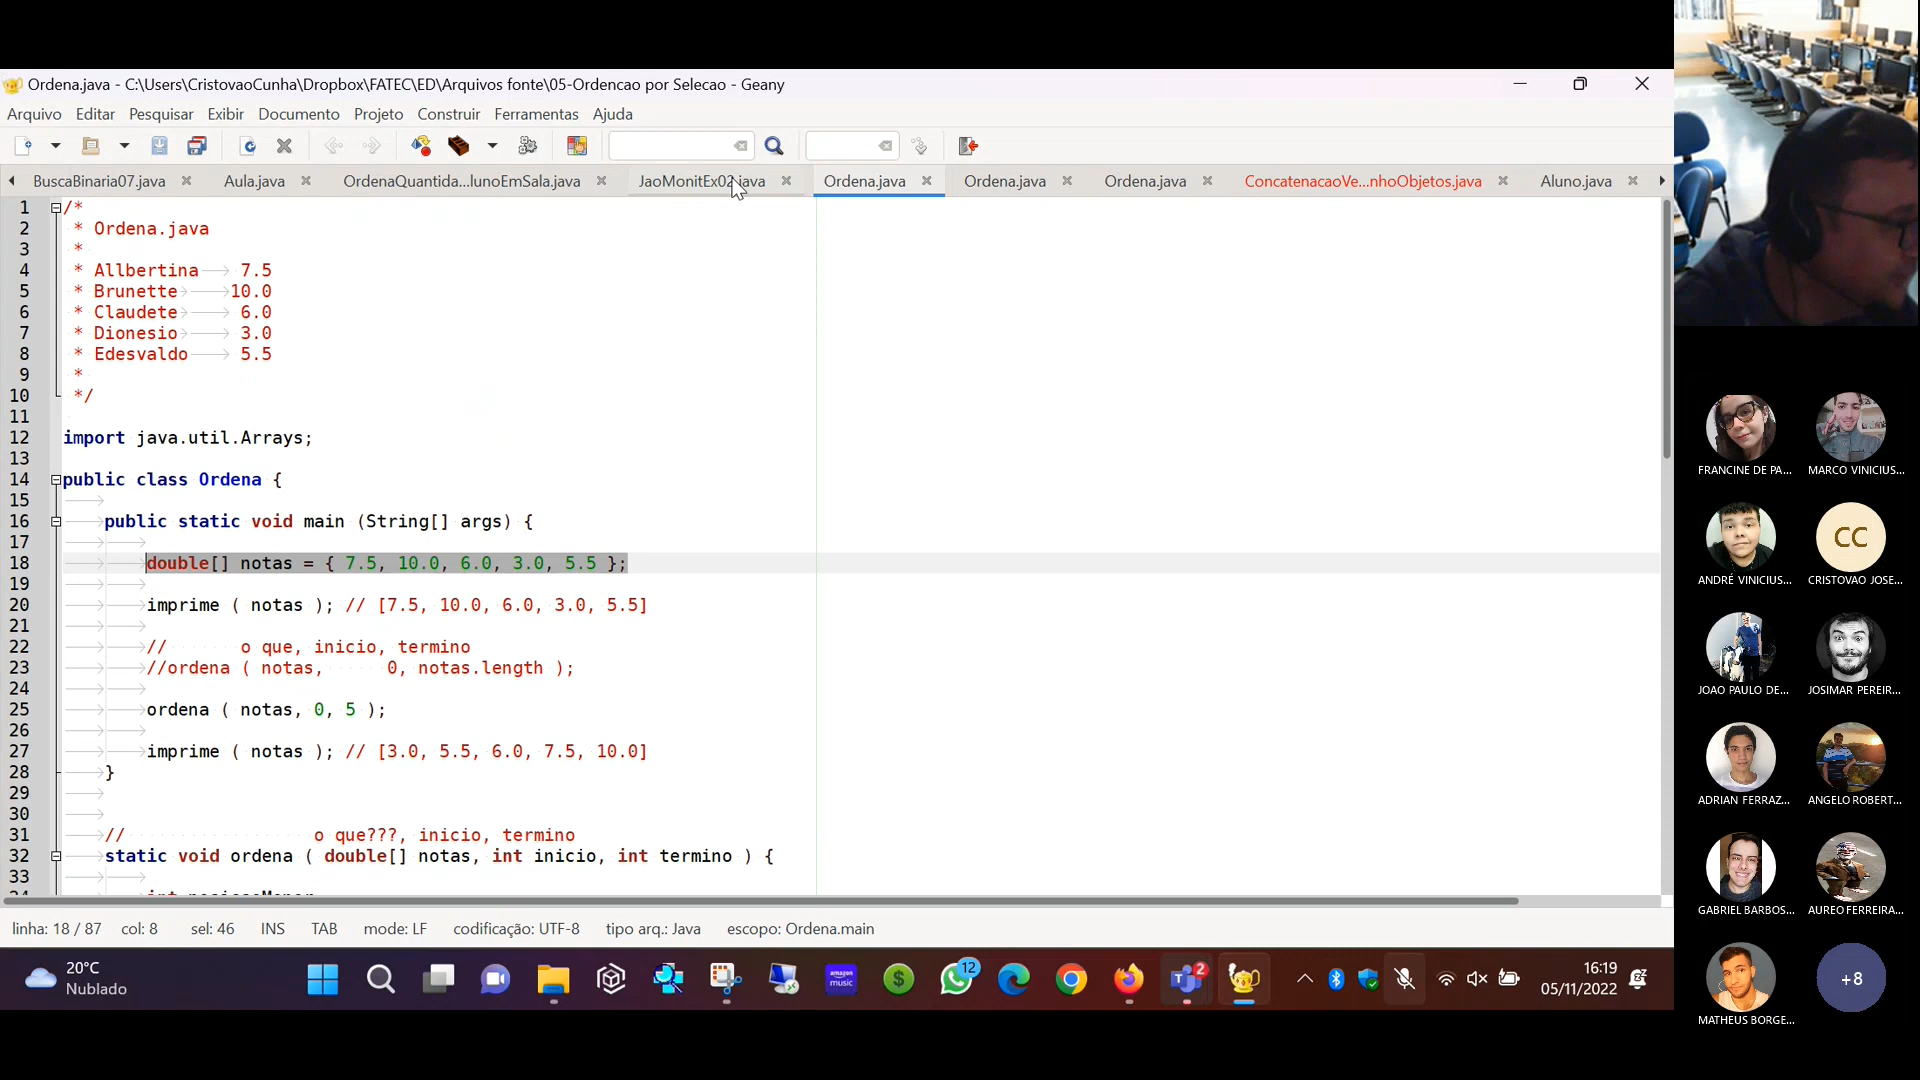 Ordena.java - C:\Users\CristovaoCunha\Dropbox\FATEC\ED\Arquivos fonte\05-Ordencao por Selecao - Geany
Arquivo Editar Pesquisar Exibir Documento Projeto Construir Ferramentas Ajuda
BuscaBinaria07.java Aula.java OrdenaQuantida...lunoEmSala.java JaoMonitEx02.java Ordena.java Ordena.java Ordena.java ConcatenacaoVe...nhoObjetos.java Aluno.java
1 /*
2 * Ordena.java
3 *
4 * Allbertina 7.5
5 * Brunette 10.0
6 * Claudete 6.0
7 * Dionesio 3.0
8 * Edesvaldo 5.5
9 *
10 */
11
12 import java.util.Arrays;
13
14 public class Ordena {
15
16 public static void main (String[] args) {
17
18 double[] notas = { 7.5, 10.0, 6.0, 3.0, 5.5 };
19
20 imprime ( notas ); // [7.5, 10.0, 6.0, 3.0, 5.5]
21
22 // o que, inicio, termino
23 //ordena ( notas, 0, notas.length );
24
25 ordena ( notas, 0, 5 );
26
27 imprime ( notas ); // [3.0, 5.5, 6.0, 7.5, 10.0]
28 }
29
30
31 // o que???, inicio, termino
32 static void ordena ( double[] notas, int inicio, int termino ) {
33
linha: 18 / 87 col: 8 sel: 46 INS TAB mode: LF codificação: UTF-8 tipo arq.: Java escopo: Ordena.main
20°C
Nublado
amazon
music
12
2
16:19
05/11/2022
FRANCINE DE PA... MARCO VINICIUS...
CC
ANDRÉ VINICIUS... CRISTOVAO JOSE...
JOAO PAULO DE... JOSIMAR PEREIR...
ADRIAN FERRAZ... ANGELO ROBERT...
GABRIEL BARBOS... AUREO FERREIRA...
+8
MATHEUS BORGE...